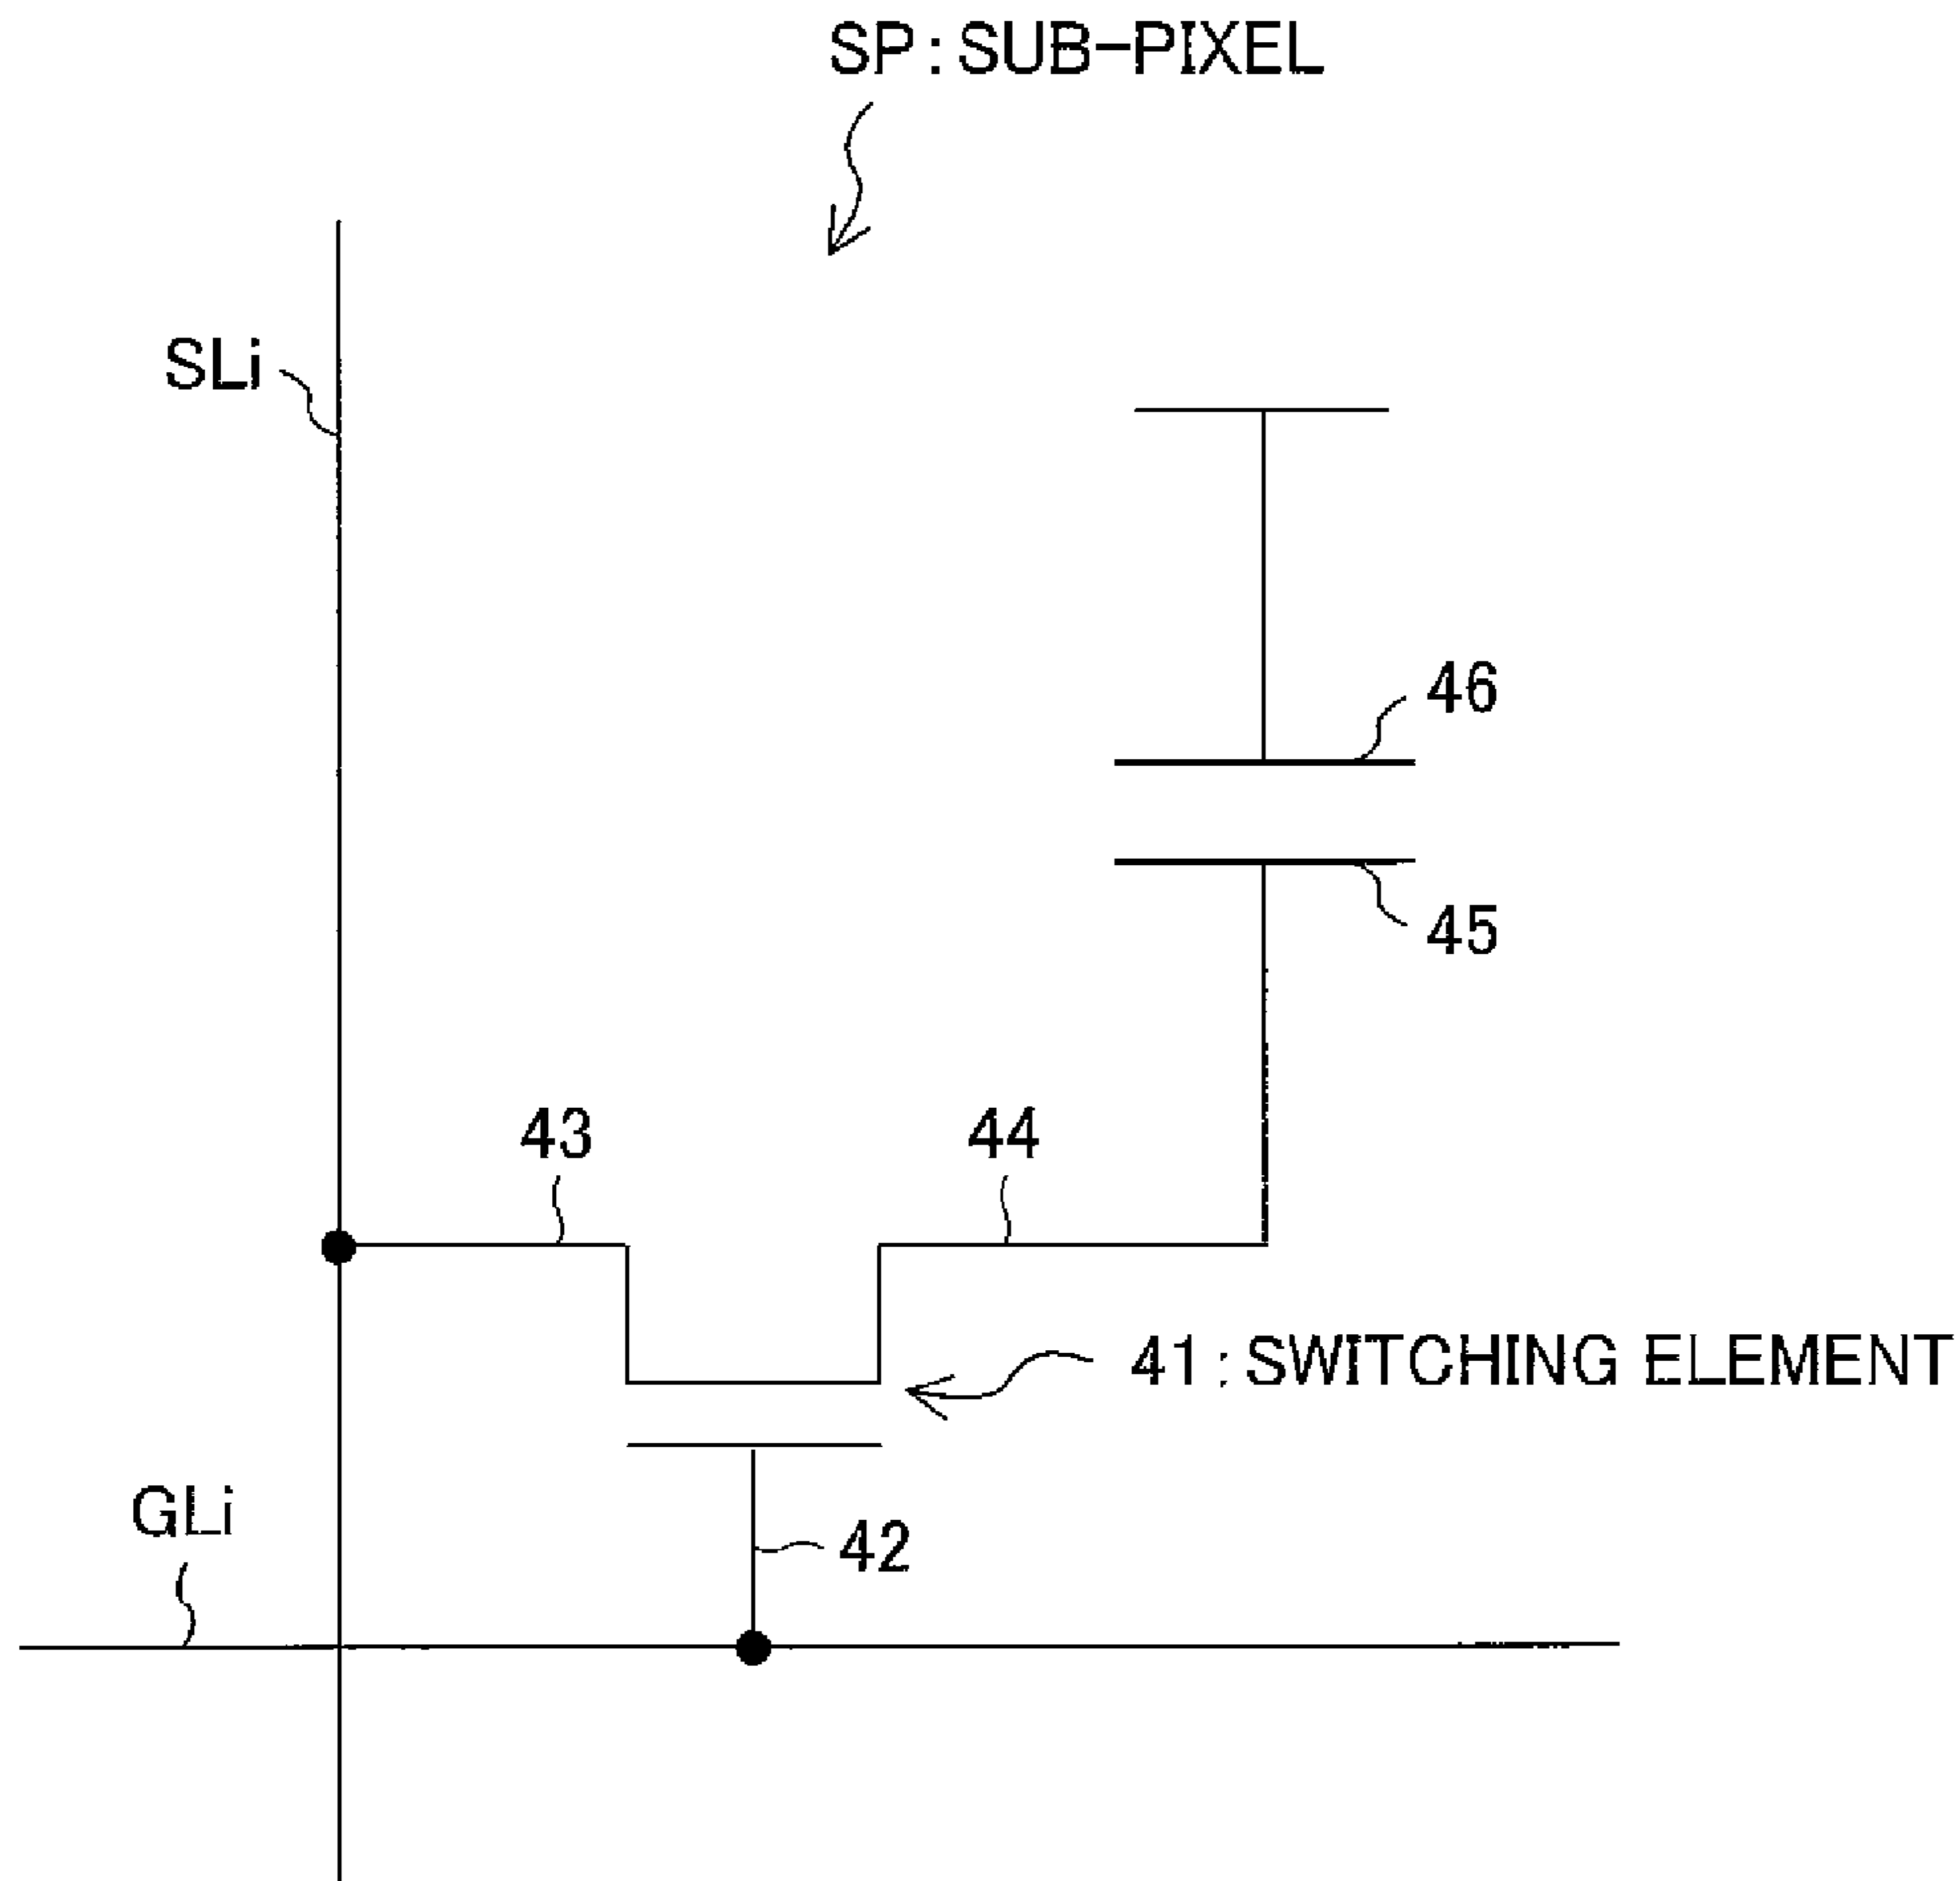 SP:SUB-PIXEL
SLi
46
45
43
44
41:SWITCHING ELEMENT
GLi
42